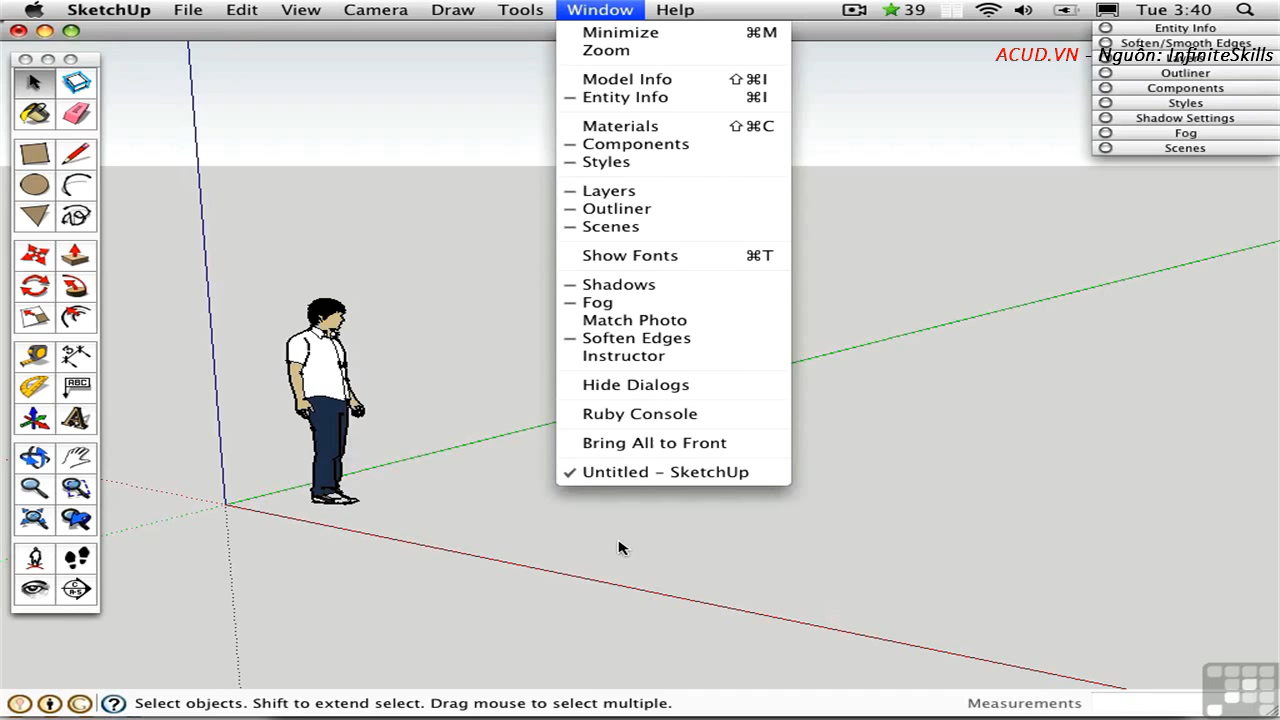 SketchUp File Edit View Camera Draw Tools Window Help 39 Tue 3:40
Minimize ⌘M
Zoom
Model Info ⇧⌘I
Entity Info ⌘I
Materials ⇧⌘C
Components
Styles
Layers
Outliner
Scenes
Show Fonts ⌘T
Shadows
Fog
Match Photo
Soften Edges
Instructor
Hide Dialogs
Ruby Console
Bring All to Front
✓ Untitled – SketchUp
Entity Info
Soften/Smooth Edges
ACUD.VN - Nguồn: InfiniteSkills
Layers
Outliner
Components
Styles
Shadow Settings
Fog
Scenes
ABC
A
Select objects. Shift to extend select. Drag mouse to select multiple.
Measurements